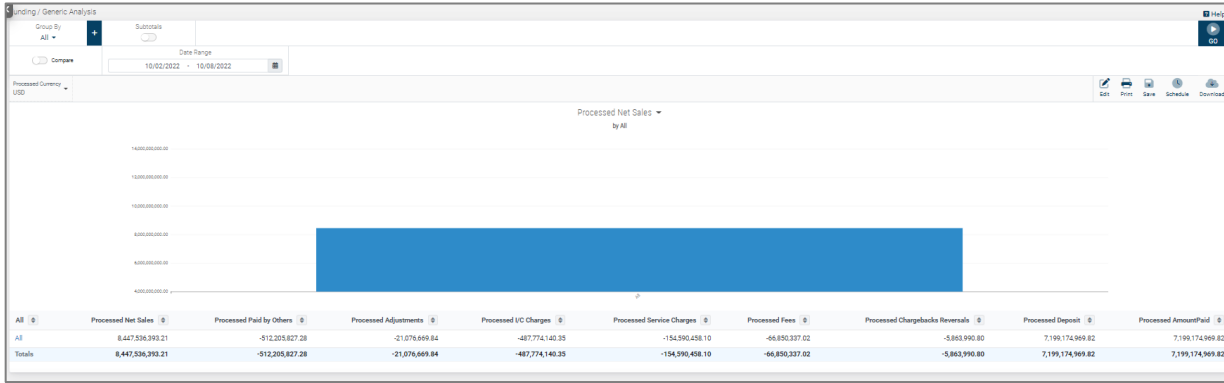 unding / Generic Analysis
Help
Group By
All
+
Subtotals
GO
Compare
Date Range
10/02/2022 - 10/08/2022
Processed Currency
USD
Edit Print Save Schedule Download
Processed Net Sales
by All
14,000,000,000.00
12,000,000,000.00
10,000,000,000.00
8,000,000,000.00
6,000,000,000.00
4,000,000,000.00
All Processed Net Sales Processed Paid by Others Processed Adjustments Processed I/C Charges Processed Service Charges Processed Fees Processed Chargebacks Reversals Processed Deposit Processed AmountPaid
All 8,447,536,393.21 -512,205,827.28 -21,076,669.84 -487,774,140.35 -154,590,458.10 -66,850,337.02 -5,863,990.80 7,199,174,969.82 7,199,174,969.82
Totals 8,447,536,393.21 -512,205,827.28 -21,076,669.84 -487,774,140.35 -154,590,458.10 -66,850,337.02 -5,863,990.80 7,199,174,969.82 7,199,174,969.82